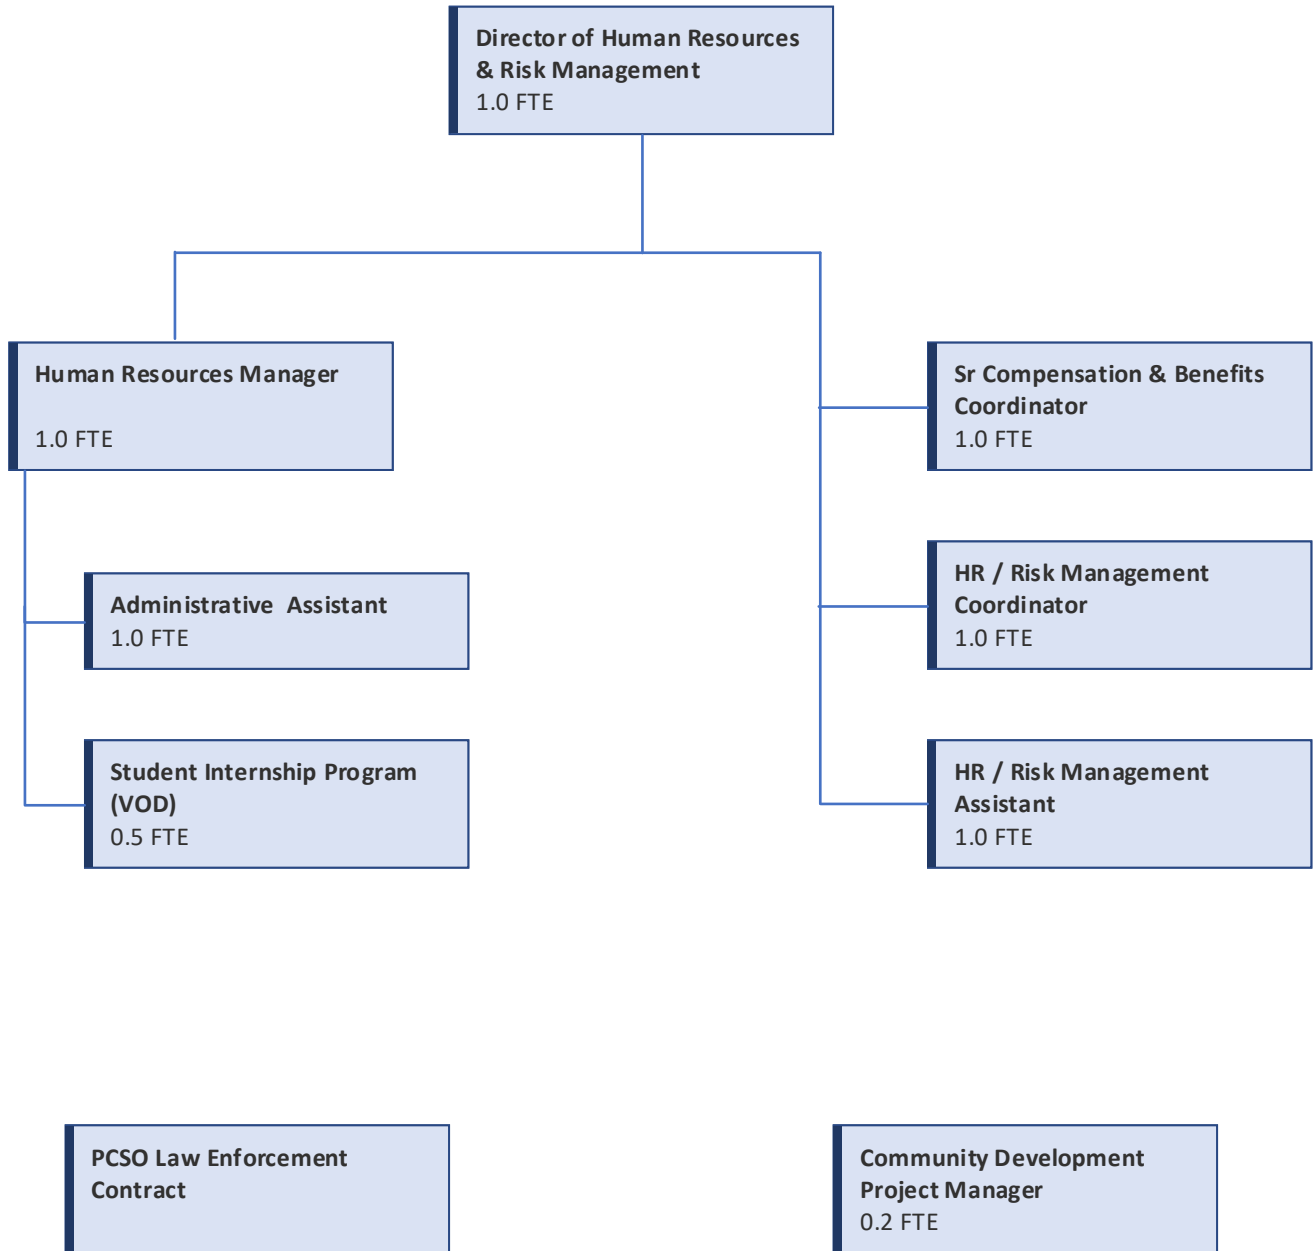 Director of Human Resources
& Risk Management
1.0 FTE
Human Resources Manager
1.0 FTE
Sr Compensation & Benefits
Coordinator
1.0 FTE
Administrative Assistant
1.0 FTE
HR / Risk Management
Coordinator
1.0 FTE
Student Internship Program
(VOD)
0.5 FTE
HR / Risk Management
Assistant
1.0 FTE
PCSO Law Enforcement
Contract
Community Development
Project Manager
0.2 FTE